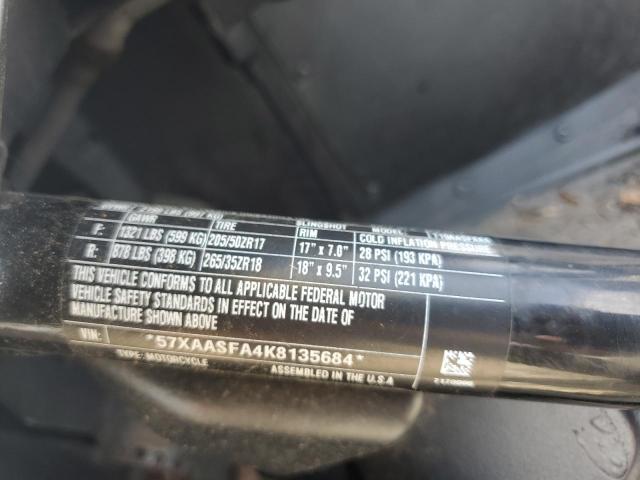 GAWR TIRE RIM COLD INFLATION PRESSURE
SLINGSHOT MODEL:
F: 1321 LBS (599 KG) 205/50ZR17 17" x 7.0" 28 PSI (193 KPA)
R: 878 LBS (398 KG) 265/35ZR18 18" x 9.5" 32 PSI (221 KPA)
THIS VEHICLE CONFORMS TO ALL APPLICABLE FEDERAL MOTOR
VEHICLE SAFETY STANDARDS IN EFFECT ON THE DATE OF
MANUFACTURE SHOWN ABOVE
VIN: *57XAASFA4K8135684*
TYPE: MOTORCYCLE ASSEMBLED IN THE U.S.A